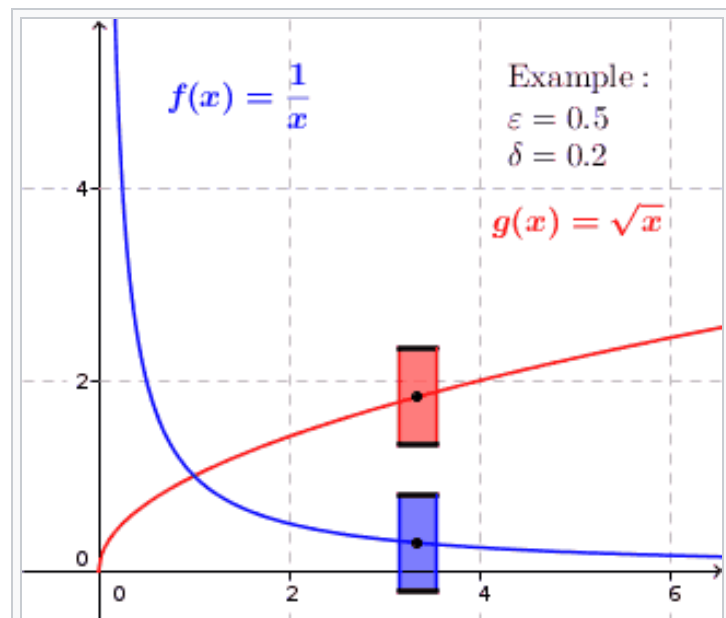 f(x) = 1/x
Example :
ε = 0.5
δ = 0.2
4
g(x) = √x
2
0
0 2 4 6